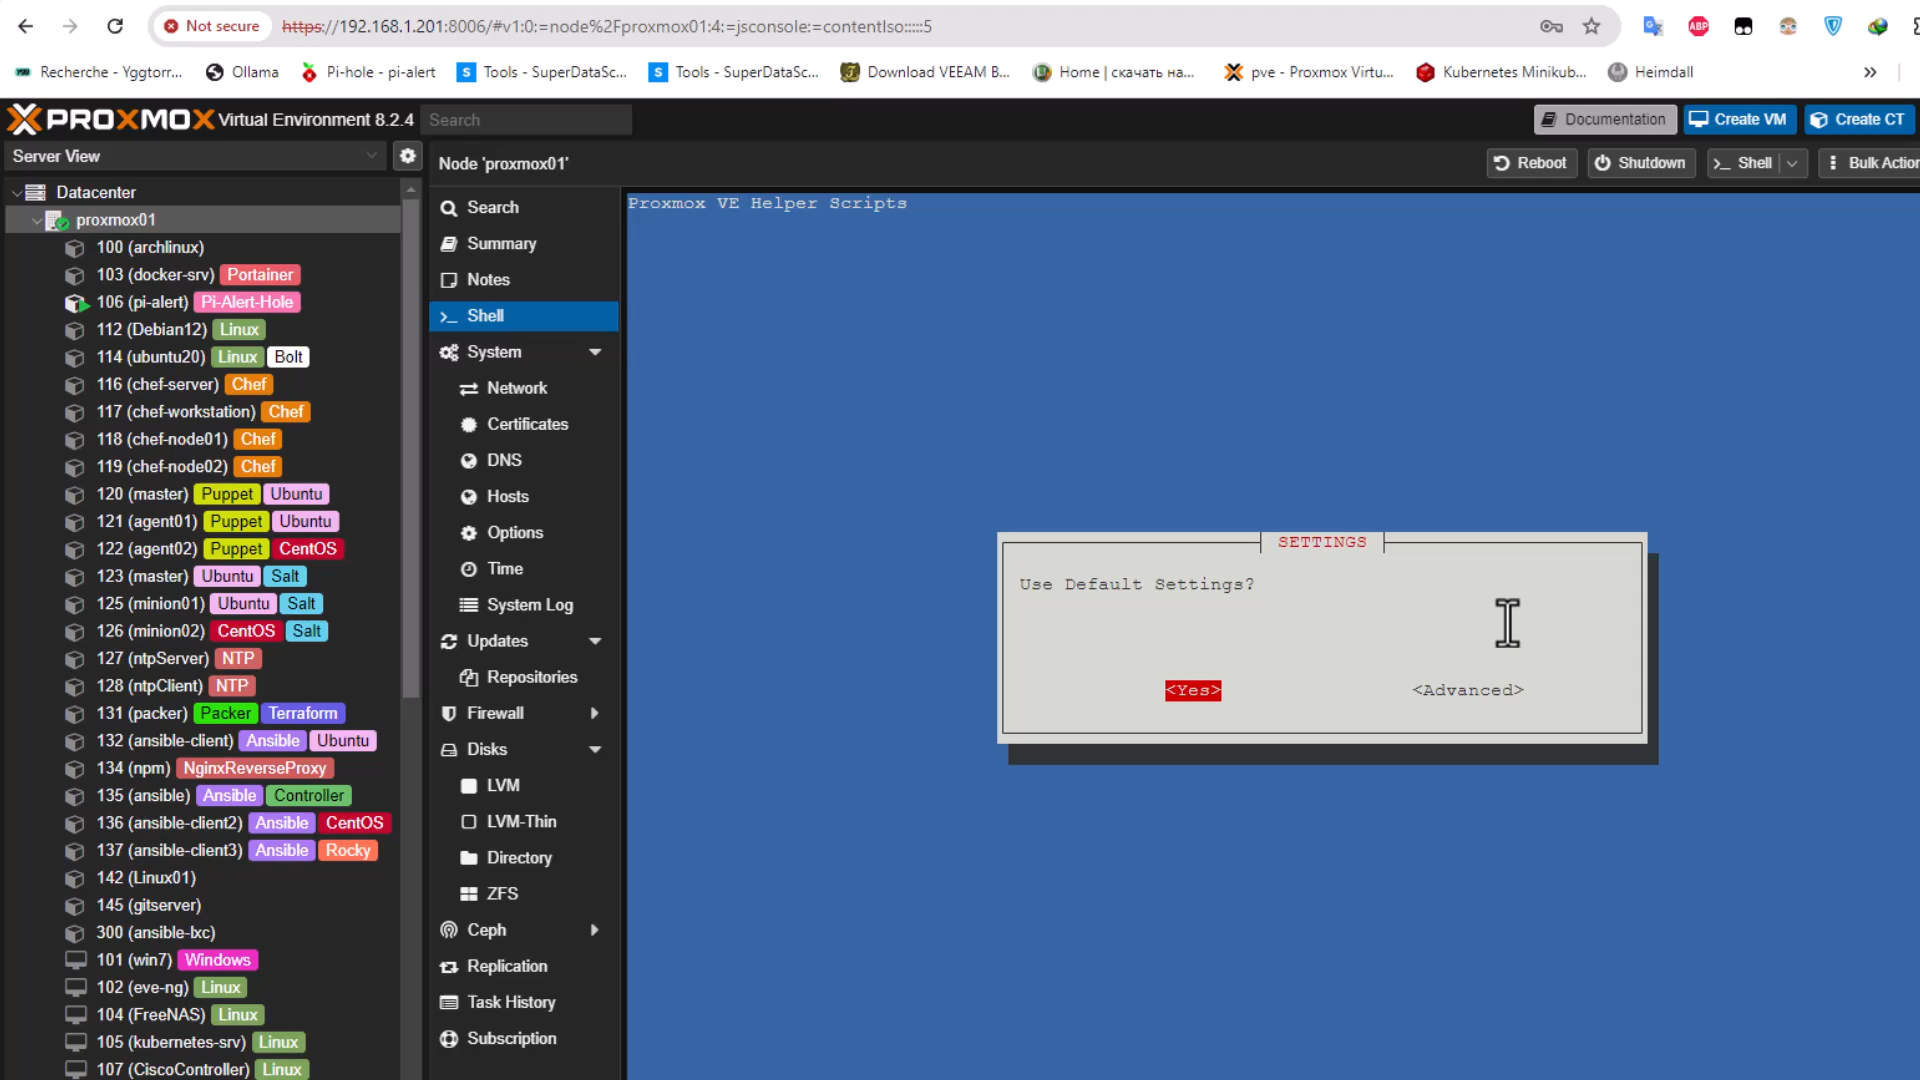 Not secure https://192.168.1.201:8006/#v1:0:=node%2Fproxmox01:4:=jsconsole:=contentIso:::::5
ABP
Recherche - Yggtorr... Ollama Pi-hole - pi-alert Tools - SuperDataSc... Tools - SuperDataSc... Download VEEAM B... Home | скачать на... pve - Proxmox Virtu... Kubernetes Minikub... Heimdall
PROXMOX Virtual Environment 8.2.4 Search Documentation Create VM Create CT
Server View
Node 'proxmox01' Reboot Shutdown Shell Bulk Action
Datacenter
proxmox01
100 (archlinux)
103 (docker-srv) Portainer
106 (pi-alert) Pi-Alert-Hole
112 (Debian12) Linux
114 (ubuntu20) Linux Bolt
116 (chef-server) Chef
117 (chef-workstation) Chef
118 (chef-node01) Chef
119 (chef-node02) Chef
120 (master) Puppet Ubuntu
121 (agent01) Puppet Ubuntu
122 (agent02) Puppet CentOS
123 (master) Ubuntu Salt
125 (minion01) Ubuntu Salt
126 (minion02) CentOS Salt
127 (ntpServer) NTP
128 (ntpClient) NTP
131 (packer) Packer Terraform
132 (ansible-client) Ansible Ubuntu
134 (npm) NginxReverseProxy
135 (ansible) Ansible Controller
136 (ansible-client2) Ansible CentOS
137 (ansible-client3) Ansible Rocky
142 (Linux01)
145 (gitserver)
300 (ansible-lxc)
101 (win7) Windows
102 (eve-ng) Linux
104 (FreeNAS) Linux
105 (kubernetes-srv) Linux
107 (CiscoController) Linux
Search
Summary
Notes
Shell
System
Network
Certificates
DNS
Hosts
Options
Time
System Log
Updates
Repositories
Firewall
Disks
LVM
LVM-Thin
Directory
ZFS
Ceph
Replication
Task History
Subscription
Proxmox VE Helper Scripts
SETTINGS
Use Default Settings?
<Yes> <Advanced>